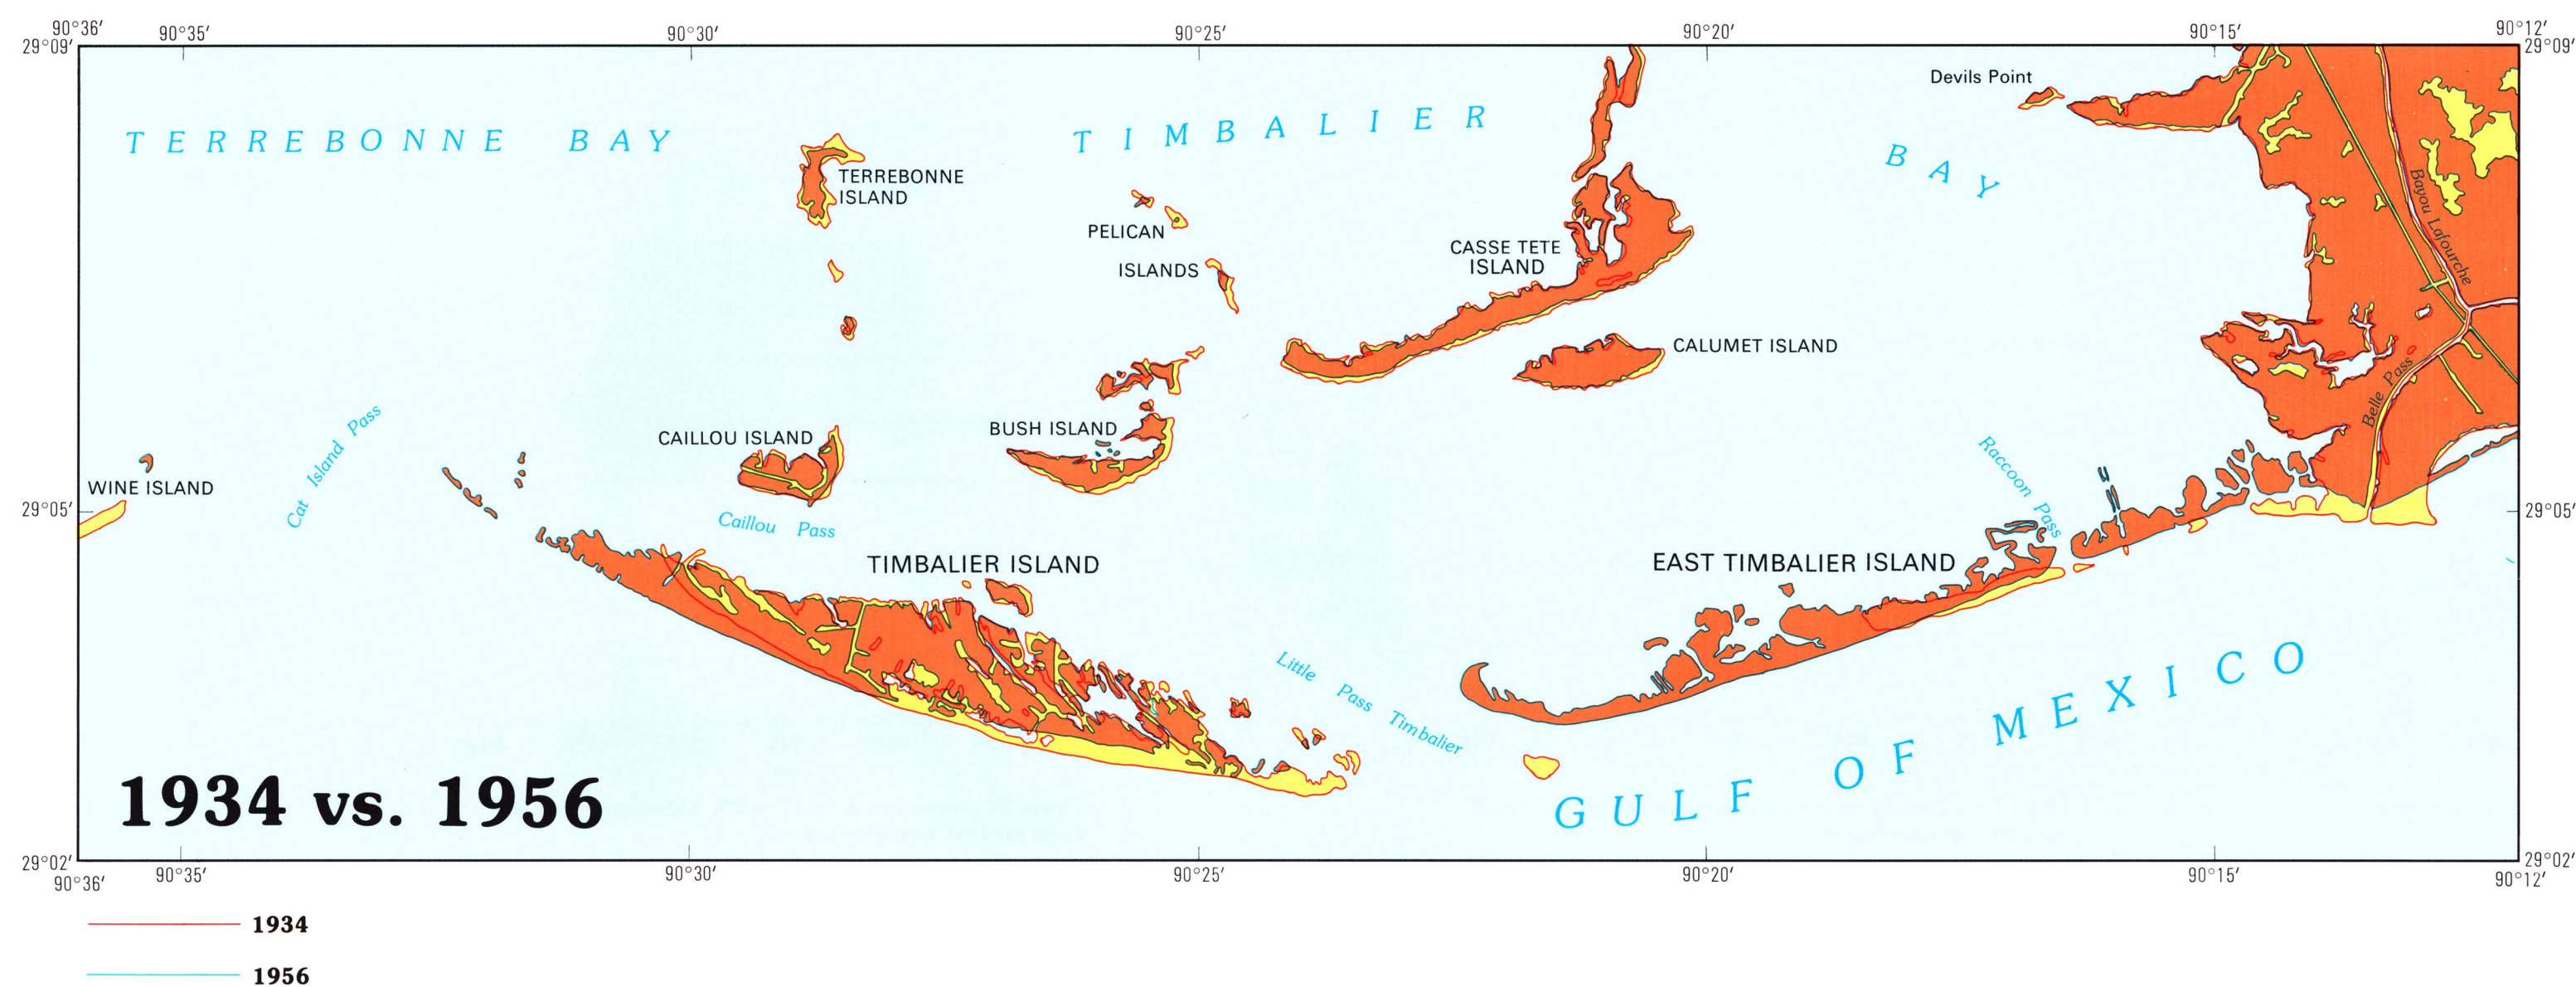 90°36′ 90°35′ 90°30′ 90°25′ 90°20′ 90°15′ 90°12′
29°09′ 29°09′
Devils Point
TERREBONNE BAY
TIMBALIER
BAY
TERREBONNE
ISLAND
PELICAN
ISLANDS
CASSE TETE
ISLAND
Bayou Lafourche
CALUMET ISLAND
Belle Pass
Cat Island Pass
CAILLOU ISLAND
BUSH ISLAND
Raccoon Pass
WINE ISLAND
29°05′ 29°05′
Caillou Pass
TIMBALIER ISLAND
EAST TIMBALIER ISLAND
Little Pass Timbalier
GULF OF MEXICO
1934 vs. 1956
29°02′ 29°02′
90°36′ 90°35′ 90°30′ 90°25′ 90°20′ 90°15′ 90°12′
1934
1956